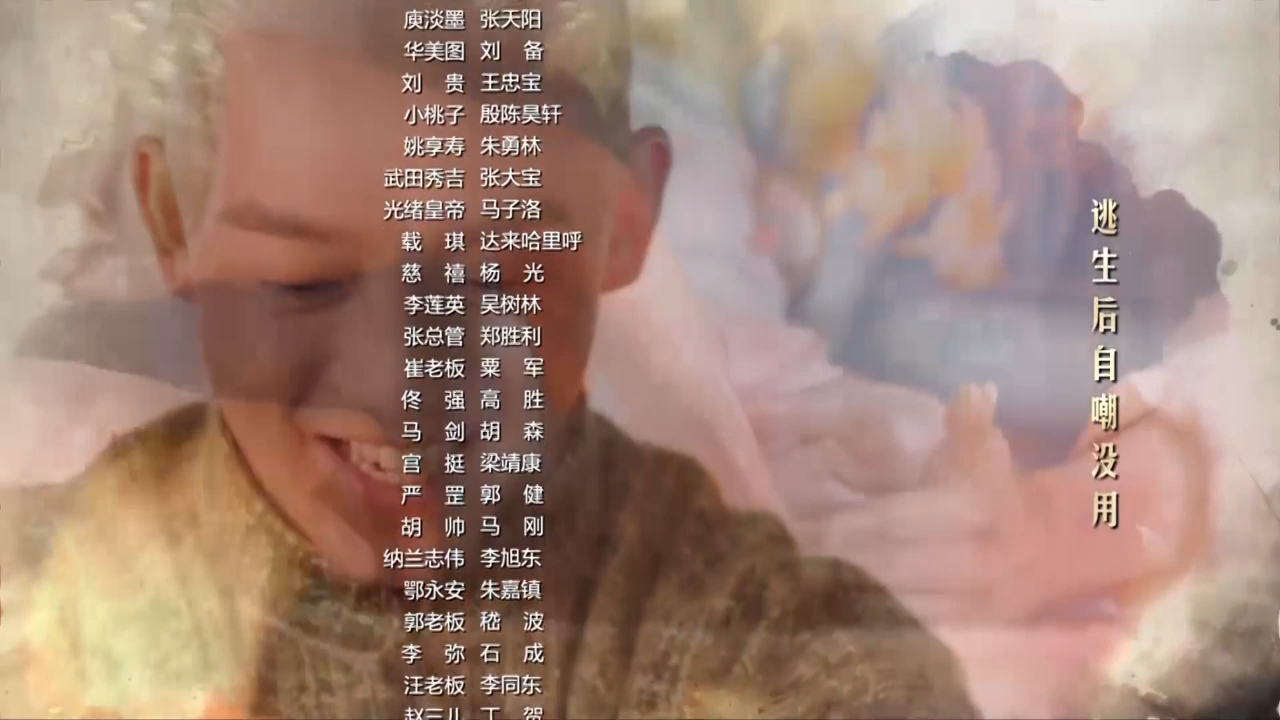 庾淡墨 张天阳
华美图 刘 备
刘 贵 王忠宝
小桃子 殷陈昊轩
姚享寿 朱勇林
武田秀吉 张大宝
光绪皇帝 马子洛
载 琪 达来哈里呼
慈 禧 杨 光
李莲英 吴树林
张总管 郑胜利
崔老板 粟 军
佟 强 高 胜
马 剑 胡 森
宫 挺 梁靖康
严 罡 郭 健
胡 帅 马 刚
纳兰志伟 李旭东
鄂永安 朱嘉镇
郭老板 嵇 波
李 弥 石 成
汪老板 李同东
赵三儿 丁 贺
逃生后自嘲没用